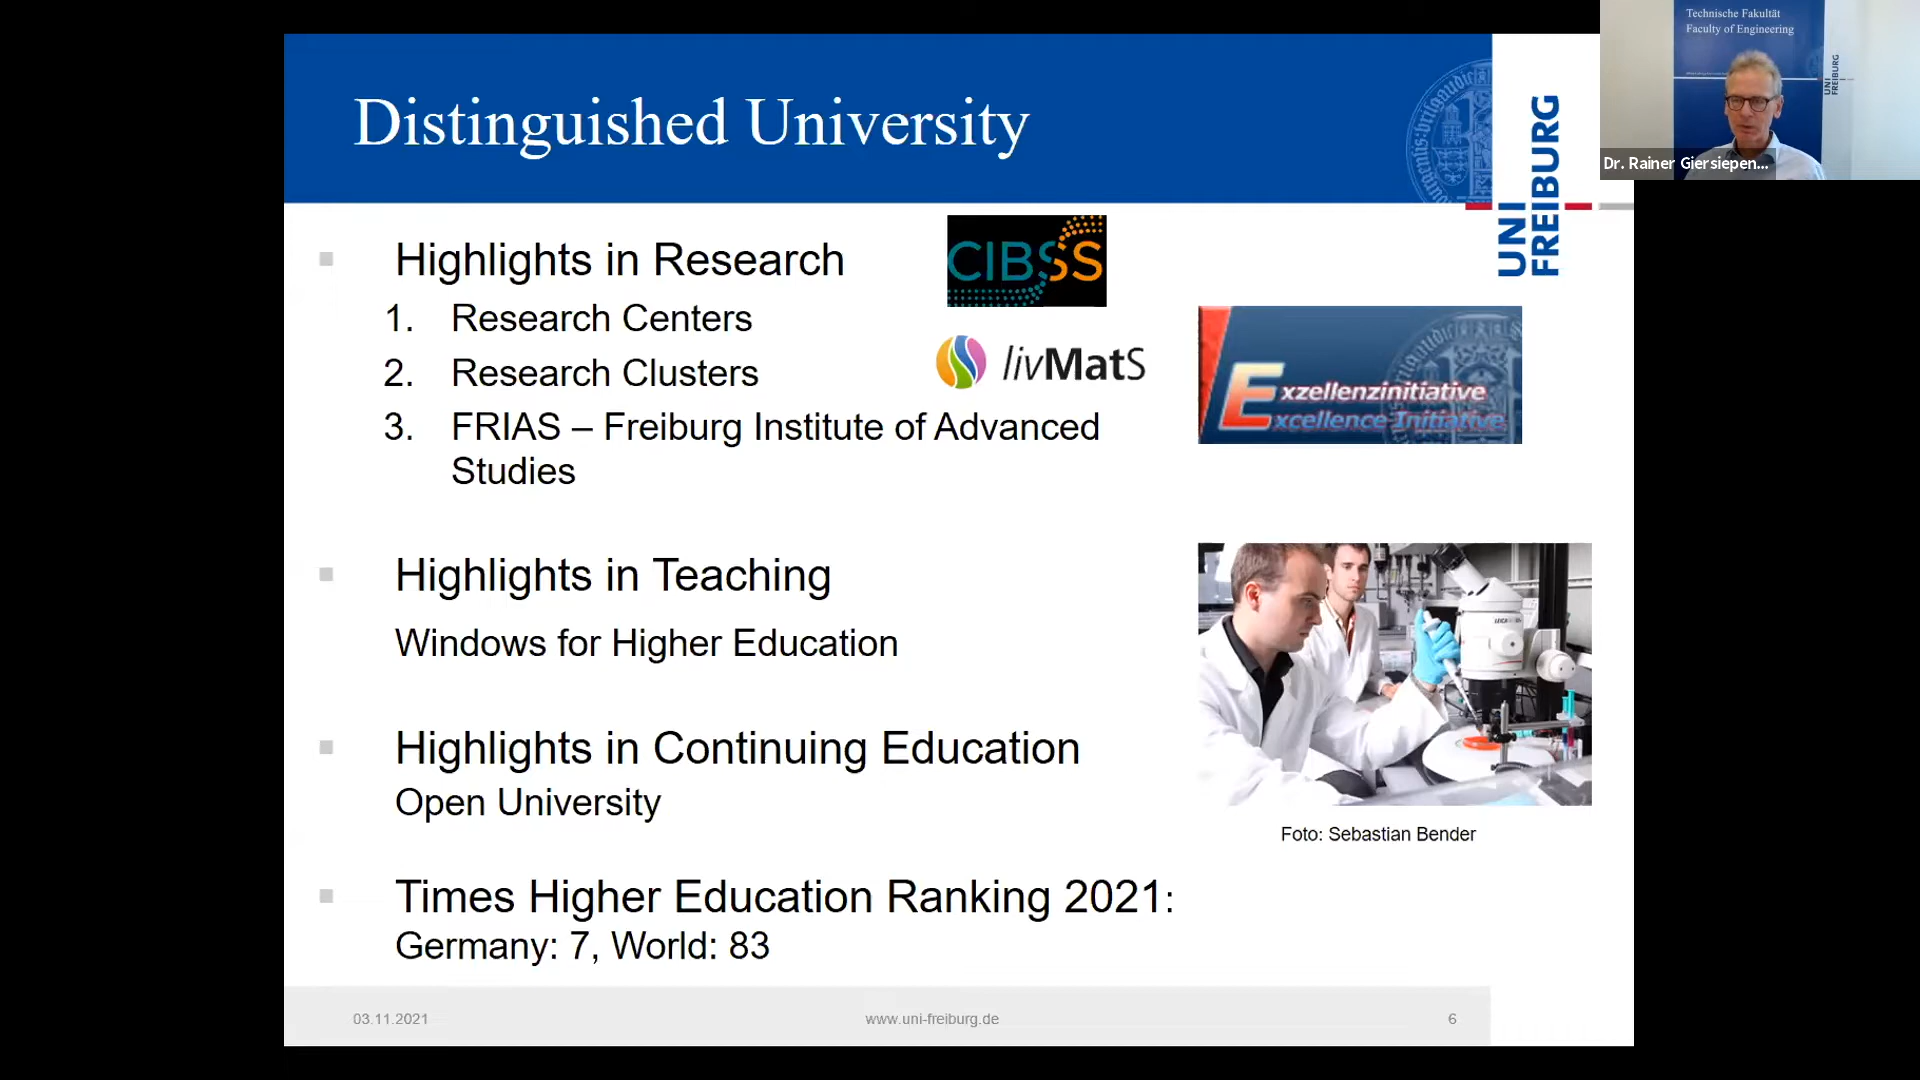 Distinguished University
UNI
FREIBURG
Technische Fakultät
Faculty of Engineering
UNI
FREIBURG
Dr. Rainer Giersiepen...
Highlights in Research
CIBSS
1. Research Centers
2. Research Clusters
livMatS
Exzellenzinitiative
Excellence Initiative
3. FRIAS – Freiburg Institute of Advanced
Studies
Highlights in Teaching
Windows for Higher Education
Highlights in Continuing Education
Open University
Foto: Sebastian Bender
Times Higher Education Ranking 2021:
Germany: 7, World: 83
03.11.2021
www.uni-freiburg.de
6